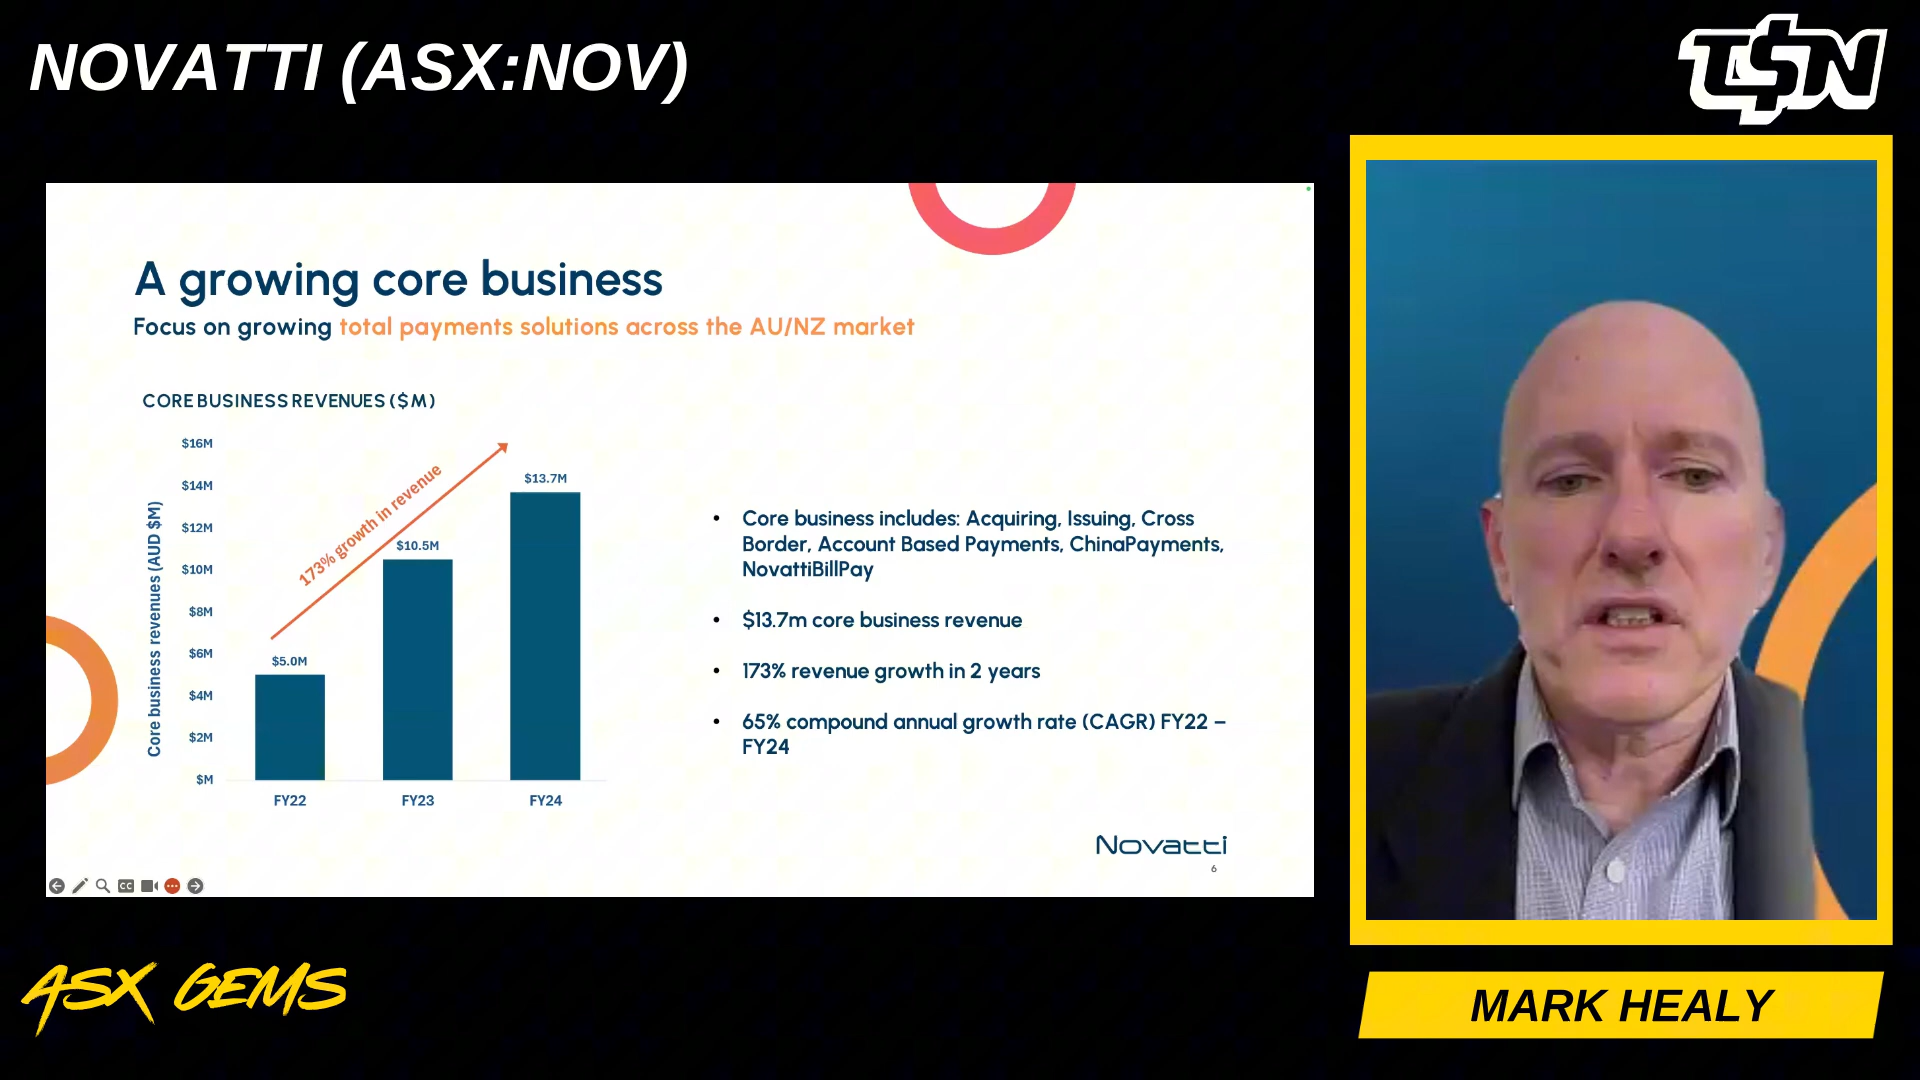 NOVATTI (ASX:NOV)
T$N
A growing core business
Focus on growing total payments solutions across the AU/NZ market
CORE BUSINESS REVENUES ($M)
Core business revenues (AUD $M)
$16M
$14M
$12M
$10M
$8M
$6M
$4M
$2M
$M
173% growth in revenue
$5.0M
$10.5M
$13.7M
FY22
FY23
FY24
• Core business includes: Acquiring, Issuing, Cross
Border, Account Based Payments, ChinaPayments,
NovattiBillPay
• $13.7m core business revenue
• 173% revenue growth in 2 years
• 65% compound annual growth rate (CAGR) FY22 –
FY24
Novatti
6
CC
ASX GEMS
MARK HEALY